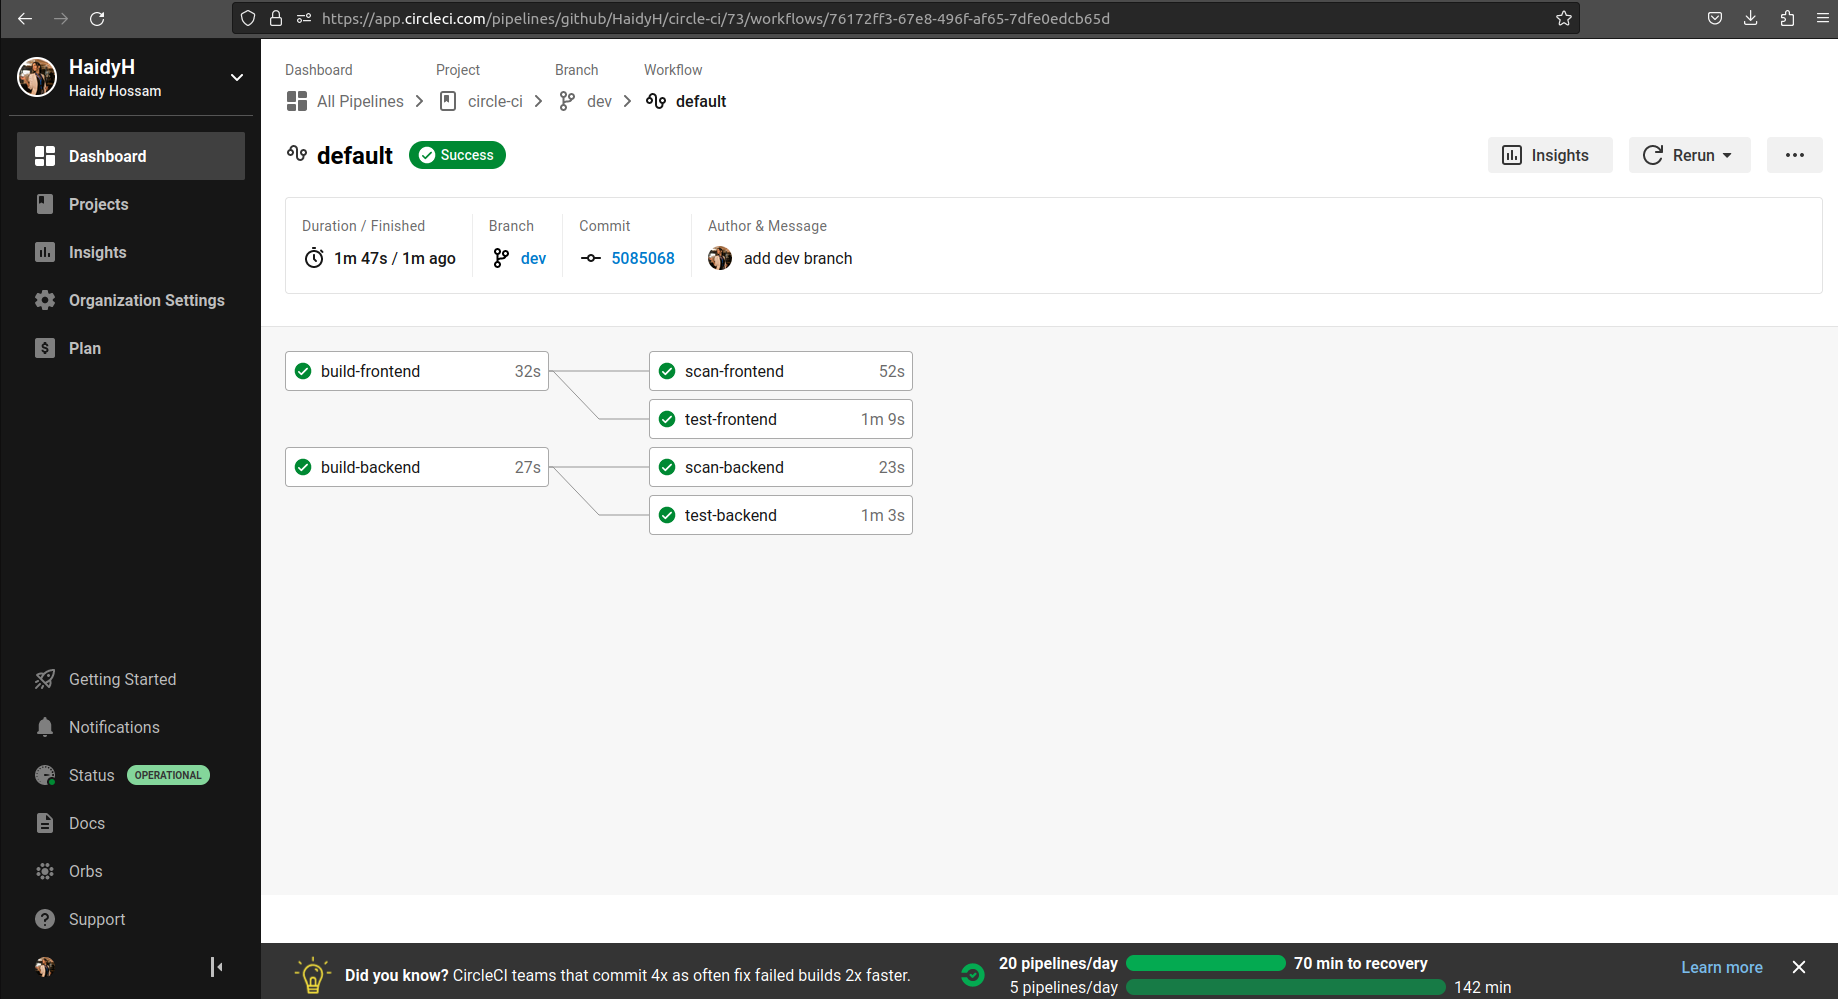 https://app.circleci.com/pipelines/github/HaidyH/circle-ci/73/workflows/76172ff3-67e8-496f-af65-7dfe0edcb65d
HaidyH
Haidy Hossam
Dashboard
Projects
Insights
Organization Settings
Plan
Getting Started
Notifications
Status OPERATIONAL
Docs
Orbs
Support
Dashboard Project Branch Workflow
All Pipelines circle-ci dev default
default Success
Insights Rerun
Duration / Finished Branch Commit Author & Message
1m 47s / 1m ago dev 5085068 add dev branch
build-frontend 32s scan-frontend 52s
test-frontend 1m 9s
build-backend 27s scan-backend 23s
test-backend 1m 3s
Did you know? CircleCI teams that commit 4x as often fix failed builds 2x faster.
20 pipelines/day 70 min to recovery
5 pipelines/day 142 min
Learn more